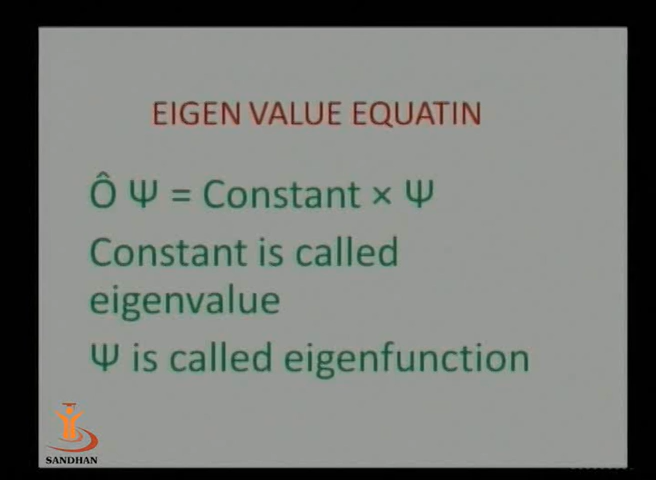 EIGEN VALUE EQUATIN
Ô Ψ = Constant × Ψ
Constant is called
eigenvalue
Ψ is called eigenfunction
SANDHAN